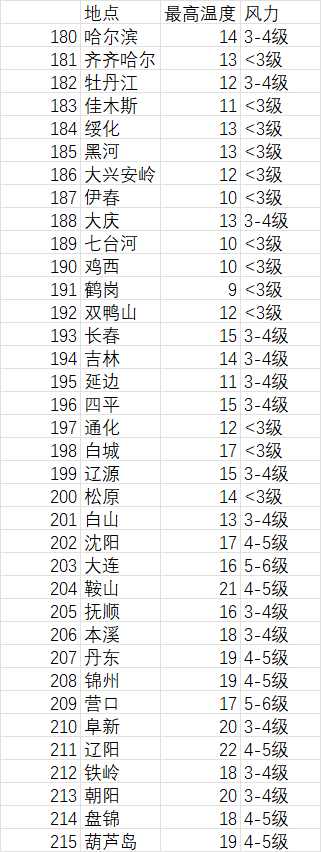 地点 最高温度 风力
180 哈尔滨 14 3-4级
181 齐齐哈尔 13 <3级
182 牡丹江 12 3-4级
183 佳木斯 11 <3级
184 绥化 13 <3级
185 黑河 13 <3级
186 大兴安岭 12 <3级
187 伊春 10 <3级
188 大庆 13 3-4级
189 七台河 10 <3级
190 鸡西 10 <3级
191 鹤岗 9 <3级
192 双鸭山 12 <3级
193 长春 15 3-4级
194 吉林 14 3-4级
195 延边 11 3-4级
196 四平 15 3-4级
197 通化 12 <3级
198 白城 17 <3级
199 辽源 15 3-4级
200 松原 14 <3级
201 白山 13 3-4级
202 沈阳 17 4-5级
203 大连 16 5-6级
204 鞍山 21 4-5级
205 抚顺 16 3-4级
206 本溪 18 3-4级
207 丹东 19 4-5级
208 锦州 19 4-5级
209 营口 17 5-6级
210 阜新 20 3-4级
211 辽阳 22 4-5级
212 铁岭 18 3-4级
213 朝阳 20 3-4级
214 盘锦 18 4-5级
215 葫芦岛 19 4-5级